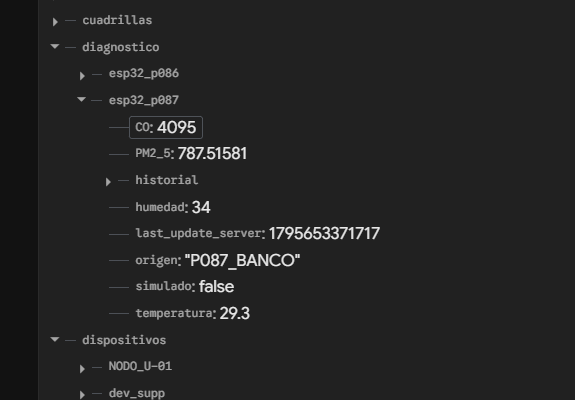 cuadrillas
diagnostico
esp32_p086
esp32_p087
CO: 4095
PM2_5: 787.51581
historial
humedad: 34
last_update_server: 1795653371717
origen: "P087_BANCO"
simulado: false
temperatura: 29.3
dispositivos
NODO_U-01
dev_supp